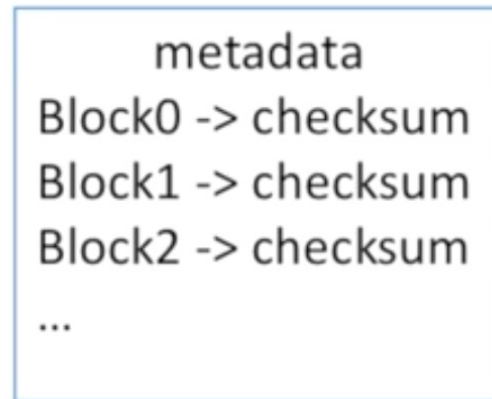 metadata
Block0 -> checksum
Block1 -> checksum
Block2 -> checksum
...